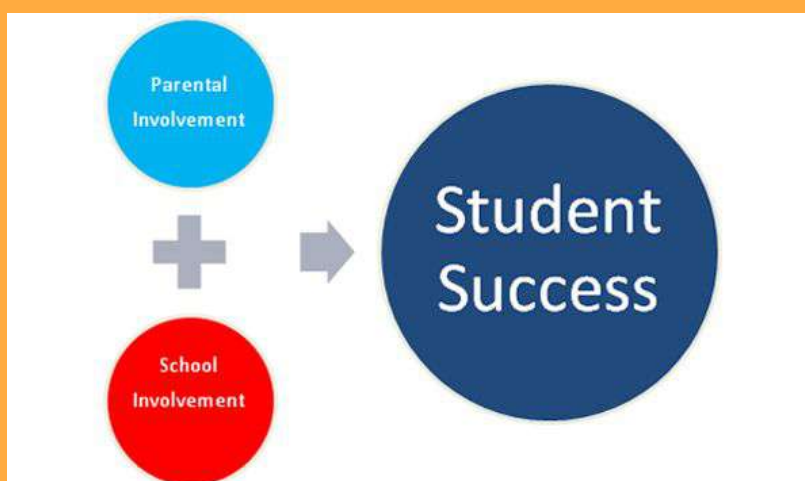 Parental
Involvement
School
Involvement
Student
Success